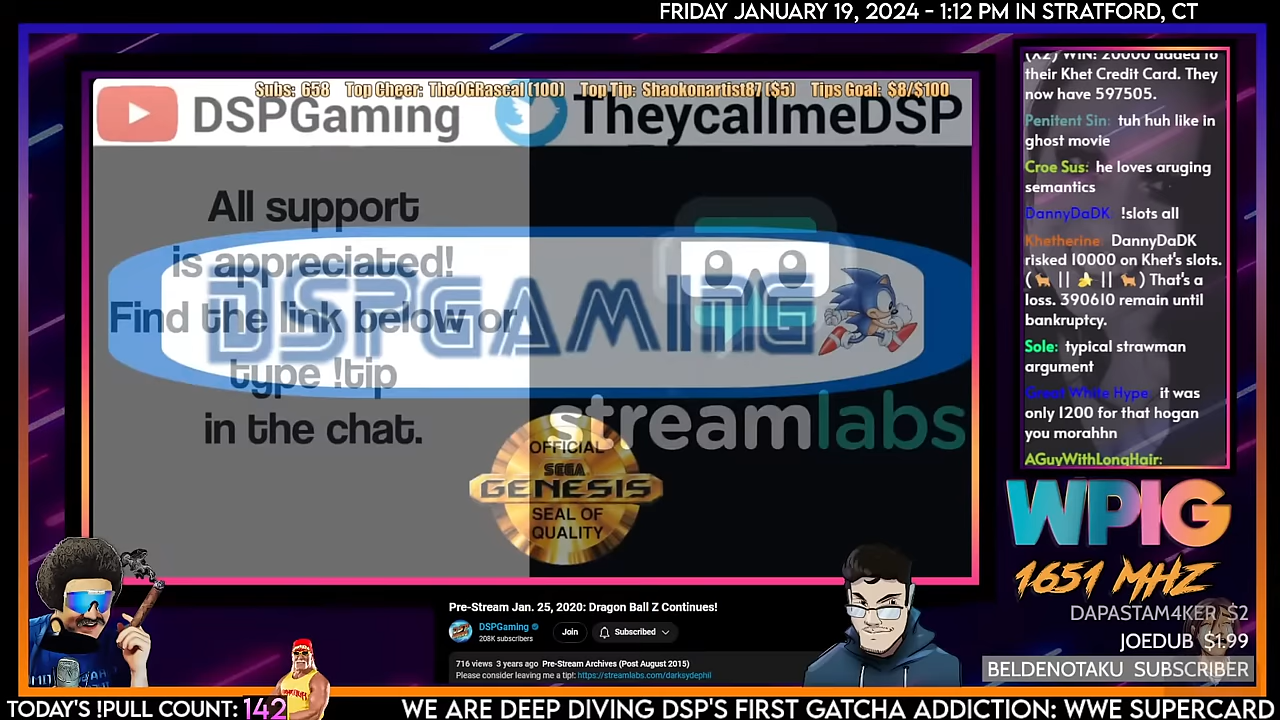 FRIDAY JANUARY 19, 2024 - 1:12 PM IN STRATFORD, CT
Subs: 658 Top Cheer: TheOGRascal (100) Top Tip: Shaokonartist87 ($5) Tips Goal: $8/$100
DSPGaming
TheycallmeDSP
All support
is appreciated!
Find the link below or
type !tip
in the chat.
DSPGAMING
streamlabs
OFFICIAL
SEGA
GENESIS
SEAL OF
QUALITY
(X2) WIN: 20000 added to
their Khet Credit Card. They
now have 597505.
Penitent Sin: tuh huh like in
ghost movie
Croe Sus: he loves aruging
semantics
DannyDaDK: !slots all
Khetherine: DannyDaDK
risked 10000 on Khet's slots.
( 🐕 || 🍌 || 🐕 ) That's a
loss. 390610 remain until
bankruptcy.
Sole: typical strawman
argument
Great White Hype: it was
only 1200 for that hogan
you morahhn
AGuyWithLongHair:
WPIG
1651 MHZ
DAPASTAM4KER $2
JOEDUB $1.99
BELDENOTAKU SUBSCRIBER
Pre-Stream Jan. 25, 2020: Dragon Ball Z Continues!
DSPGaming
208K subscribers
Join
Subscribed
716 views 3 years ago Pre-Stream Archives (Post August 2015)
Please consider leaving me a tip!: https://streamlabs.com/darksydephil
TODAY'S !PULL COUNT: 142
WE ARE DEEP DIVING DSP'S FIRST GATCHA ADDICTION: WWE SUPERCARD